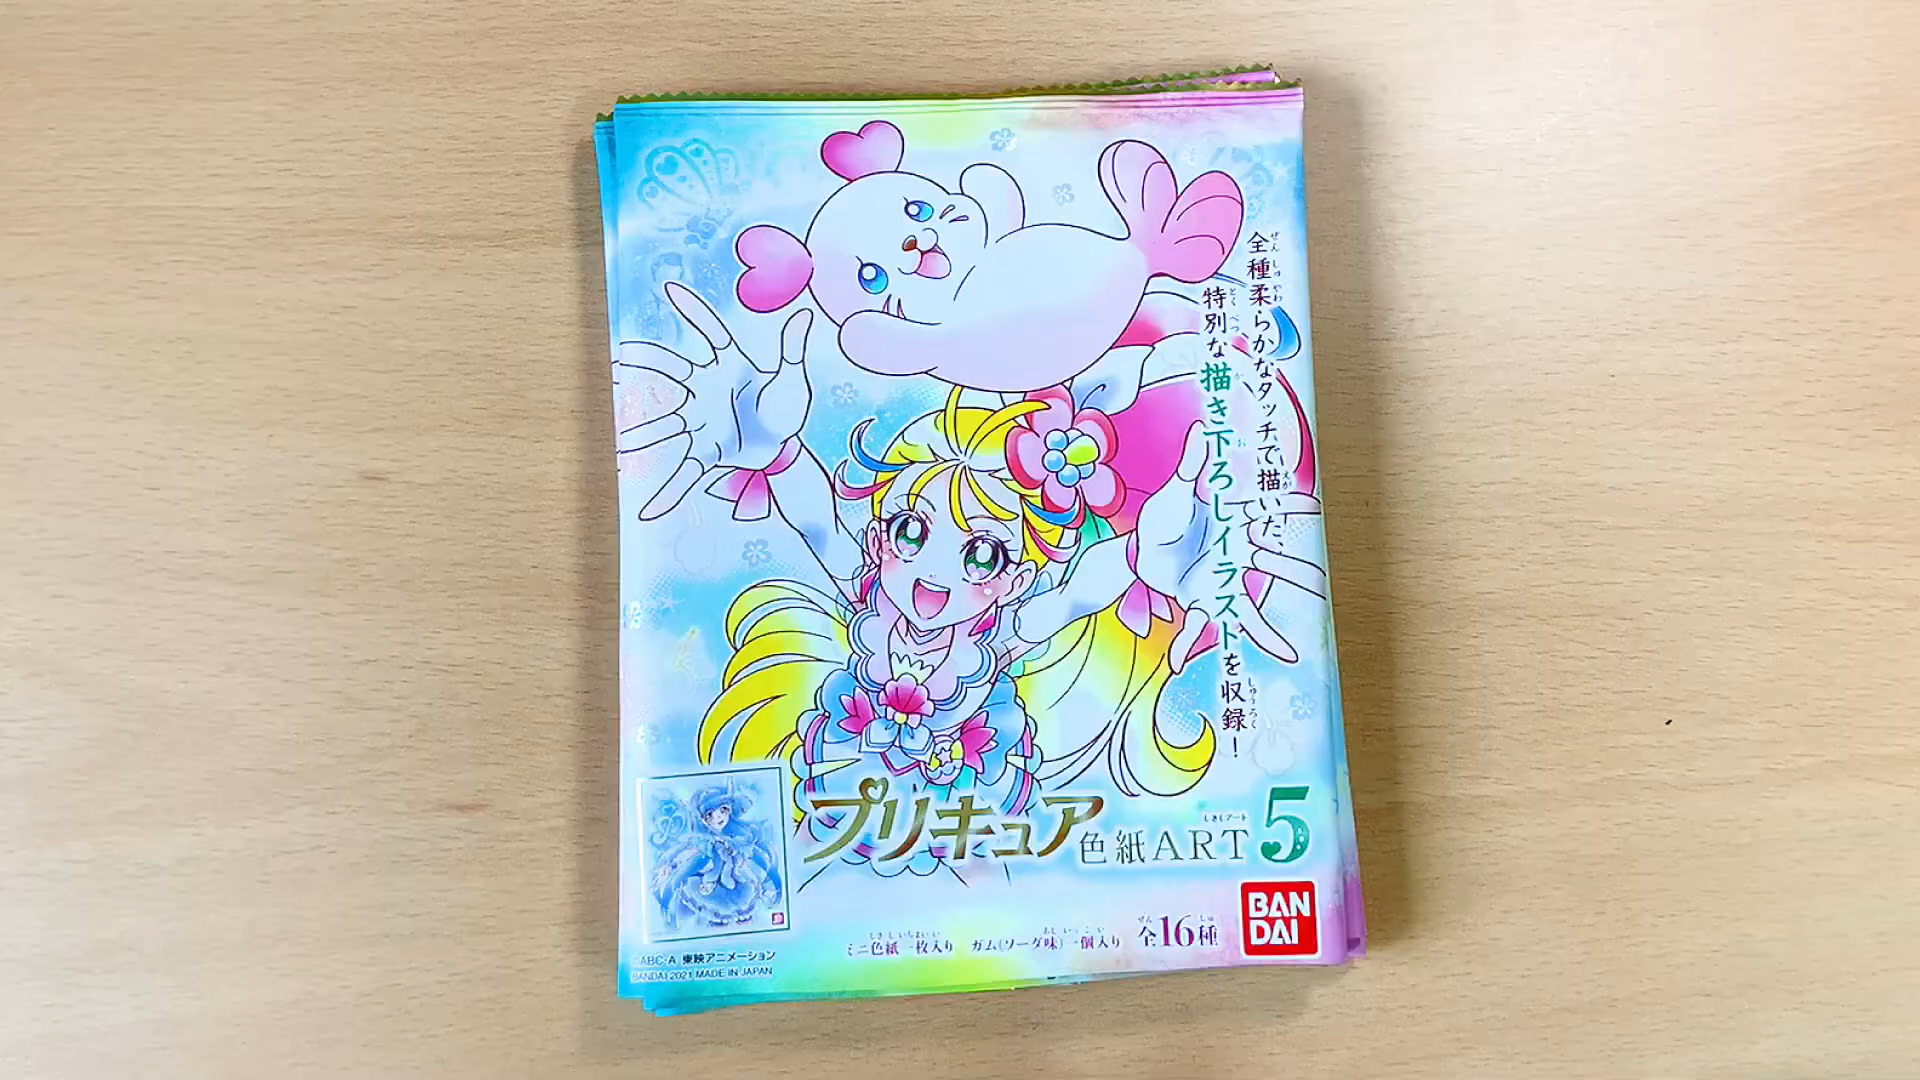 全種柔らかなタッチで描いた、
特別な描き下ろしイラストを収録!
プリキュア色紙ART5
ミニ色紙一枚入り ガム(ソーダ味)一個入り 全16種
BAN
DAI
©ABC-A 東映アニメーション
BANDAI 2021 MADE IN JAPAN